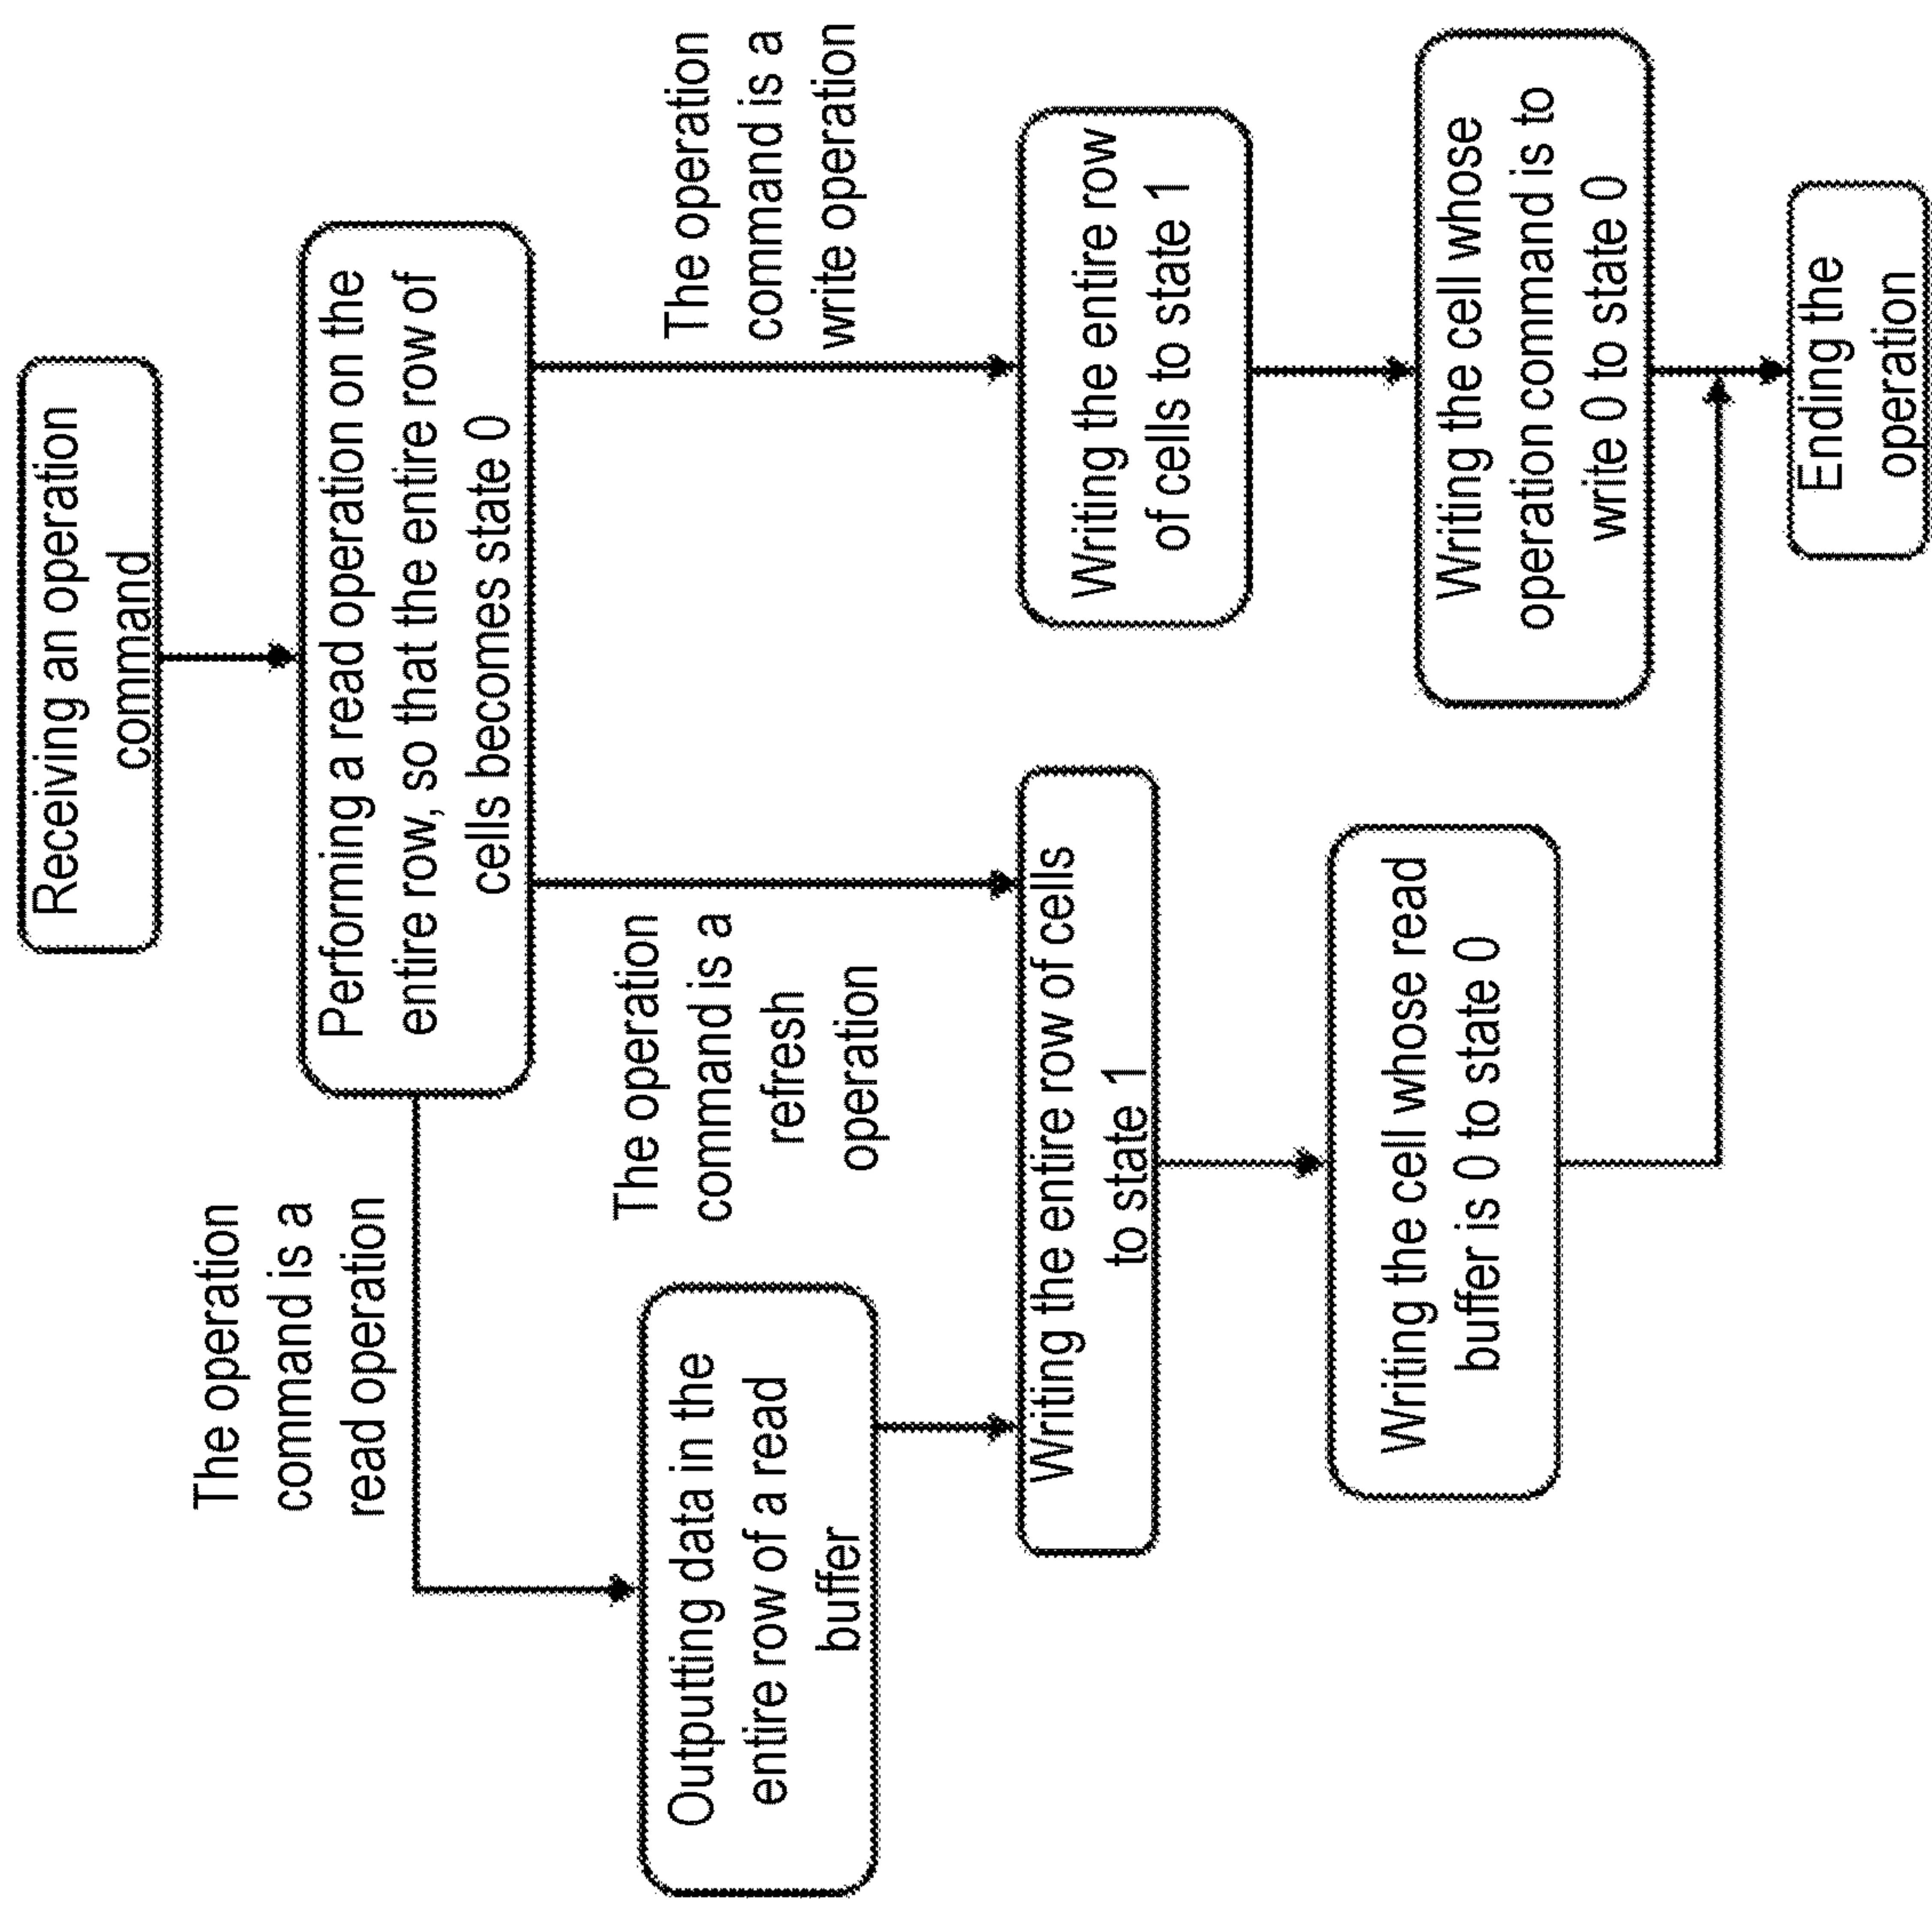 Receiving an operation
command
Performing a read operation on the
entire row, so that the entire row of
cells becomes state 0
The operation
command is a
read operation
The operation
command is a
refresh
operation
The operation
command is a
write operation
Outputing data in the
entire row of a read
buffer
Writing the entire row of cells
to state 1
Writing the entire row
of cells to state 1
Writing the cell whose read
buffer is 0 to state 0
Writing the cell whose
operation command is to
write 0 to state 0
Ending the
operation